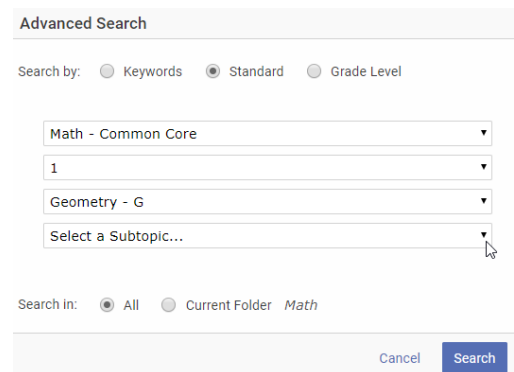 Advanced Search
Search by: Keywords Standard Grade Level
Math - Common Core
1
Geometry - G
Select a Subtopic...
Search in: All Current Folder Math
Cancel Search